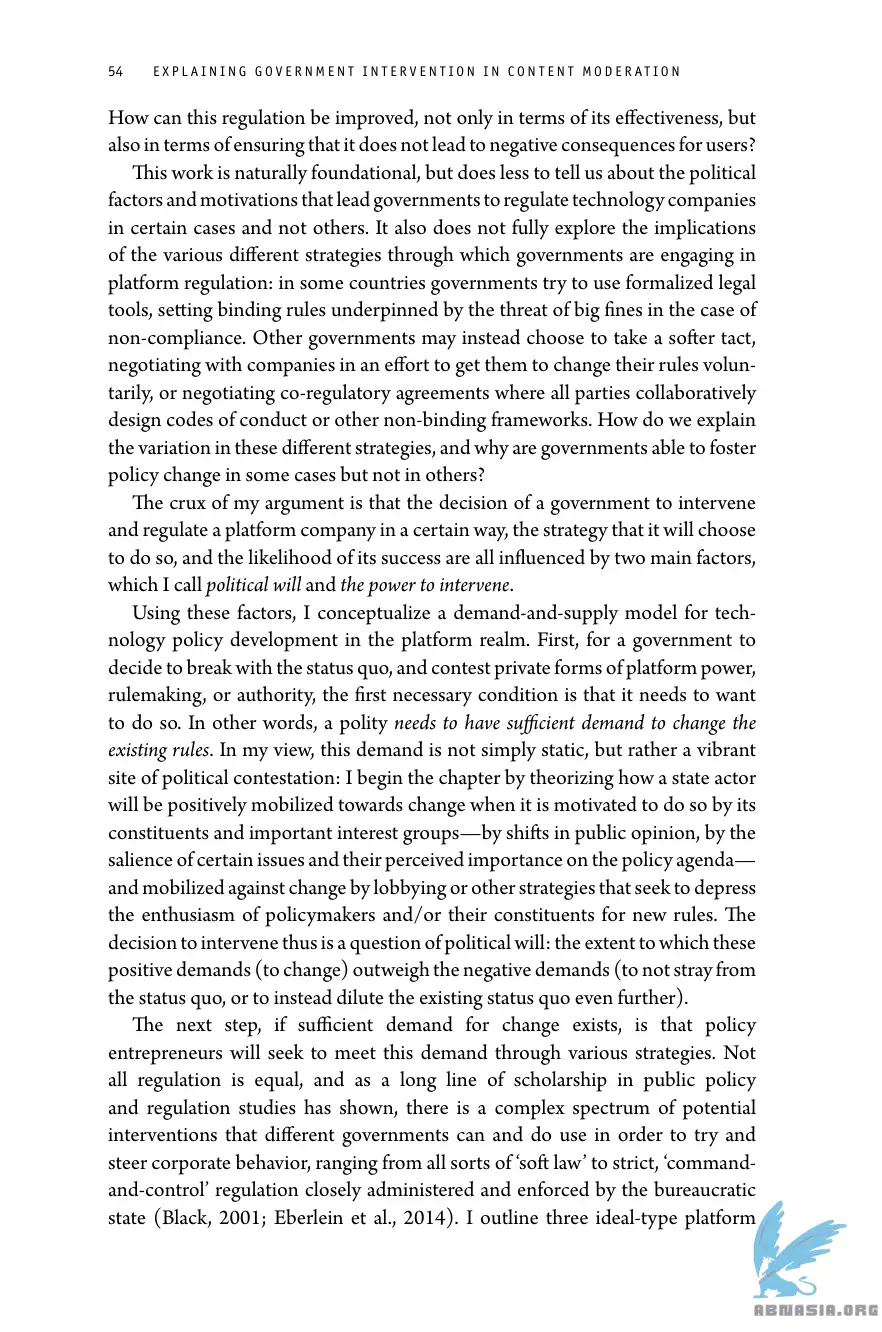 54 EXPLAINING GOVERNMENT INTERVENTION IN CONTENT MODERATION
How can this regulation be improved, not only in terms of its effectiveness, but
also in terms of ensuring that it does not lead to negative consequences for users?
This work is naturally foundational, but does less to tell us about the political
factors and motivations that lead governments to regulate technology companies
in certain cases and not others. It also does not fully explore the implications
of the various different strategies through which governments are engaging in
platform regulation: in some countries governments try to use formalized legal
tools, setting binding rules underpinned by the threat of big fines in the case of
non-compliance. Other governments may instead choose to take a softer tact,
negotiating with companies in an effort to get them to change their rules volun-
tarily, or negotiating co-regulatory agreements where all parties collaboratively
design codes of conduct or other non-binding frameworks. How do we explain
the variation in these different strategies, and why are governments able to foster
policy change in some cases but not in others?
The crux of my argument is that the decision of a government to intervene
and regulate a platform company in a certain way, the strategy that it will choose
to do so, and the likelihood of its success are all influenced by two main factors,
which I call political will and the power to intervene.
Using these factors, I conceptualize a demand-and-supply model for tech-
nology policy development in the platform realm. First, for a government to
decide to break with the status quo, and contest private forms of platform power,
rulemaking, or authority, the first necessary condition is that it needs to want
to do so. In other words, a polity needs to have sufficient demand to change the
existing rules. In my view, this demand is not simply static, but rather a vibrant
site of political contestation: I begin the chapter by theorizing how a state actor
will be positively mobilized towards change when it is motivated to do so by its
constituents and important interest groups—by shifts in public opinion, by the
salience of certain issues and their perceived importance on the policy agenda—
and mobilized against change by lobbying or other strategies that seek to depress
the enthusiasm of policymakers and/or their constituents for new rules. The
decision to intervene thus is a question of political will: the extent to which these
positive demands (to change) outweigh the negative demands (to not stray from
the status quo, or to instead dilute the existing status quo even further).
The next step, if sufficient demand for change exists, is that policy
entrepreneurs will seek to meet this demand through various strategies. Not
all regulation is equal, and as a long line of scholarship in public policy
and regulation studies has shown, there is a complex spectrum of potential
interventions that different governments can and do use in order to try and
steer corporate behavior, ranging from all sorts of ‘soft law’ to strict, ‘command-
and-control’ regulation closely administered and enforced by the bureaucratic
state (Black, 2001; Eberlein et al., 2014). I outline three ideal-type platform
ABNASIA.ORG